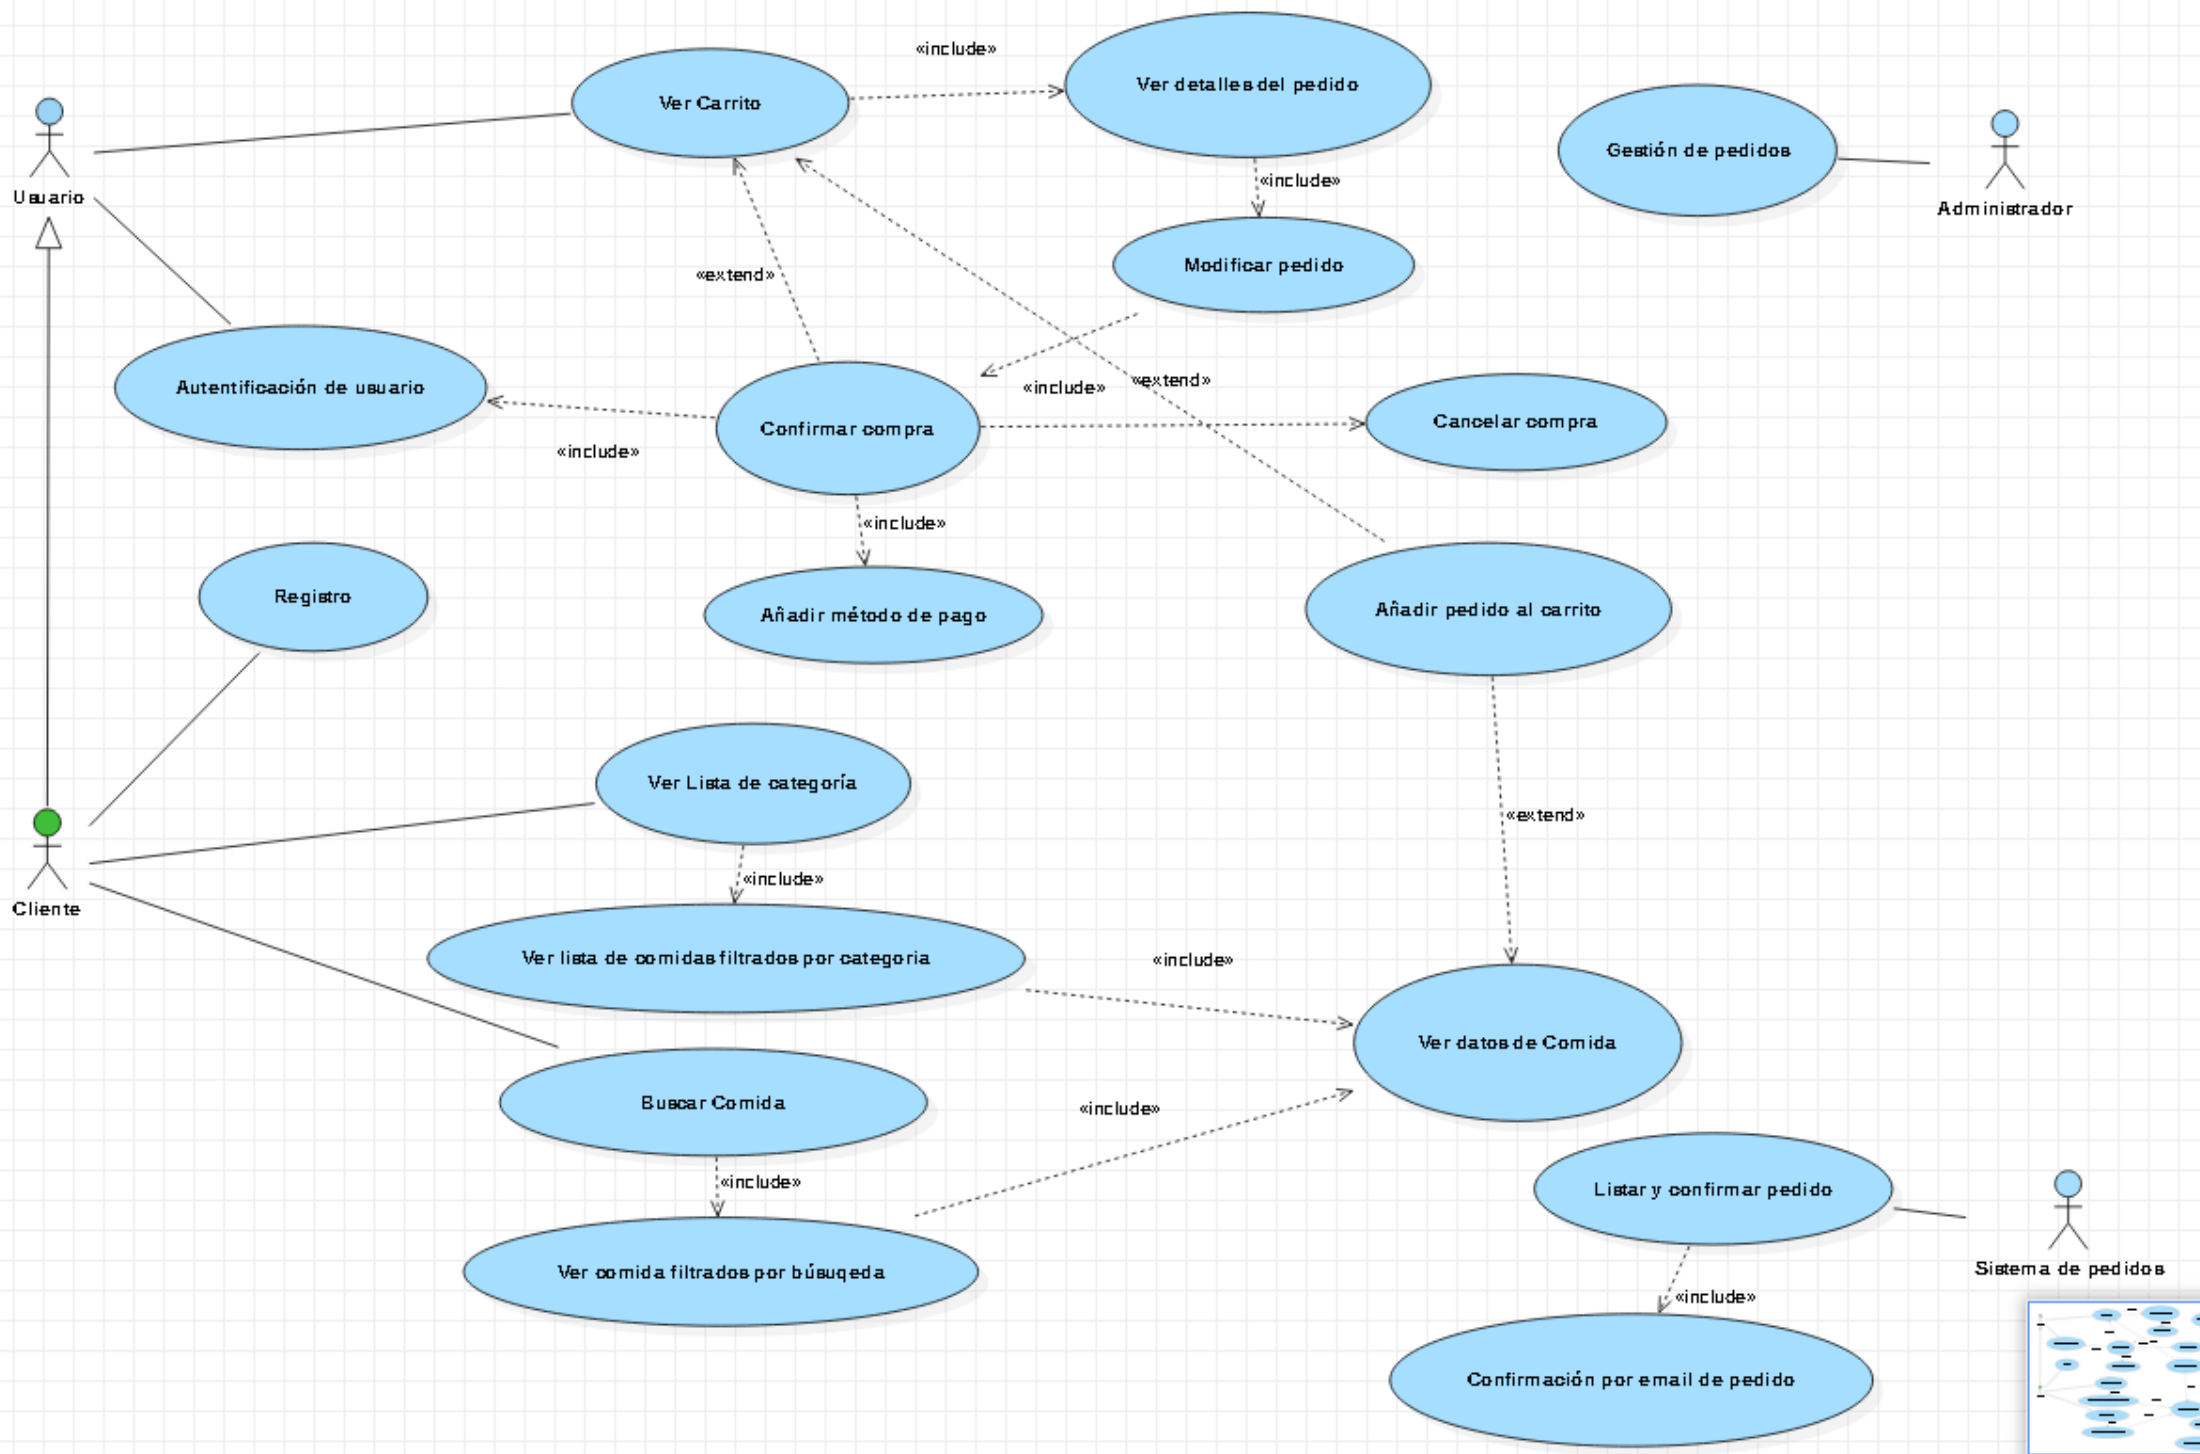 «include»
Ver detalles del pedido
Ver Carrito
Gestión de pedidos
Usuario
«include»
Administrador
Modificar pedido
«extend»
Autentificación de usuario
«include»
«extend»
Confirmar compra
Cancelar compra
«include»
«include»
Registro
Añadir método de pago
Añadir pedido al carrito
Ver Lista de categoría
«extend»
«include»
Cliente
Ver lista de comidas filtrados por categoria
«include»
Ver datos de Comida
Buscar Comida
«include»
«include»
Listar y confirmar pedido
Ver comida filtrados por búsuqeda
Sistema de pedidos
«include»
Confirmación por email de pedido